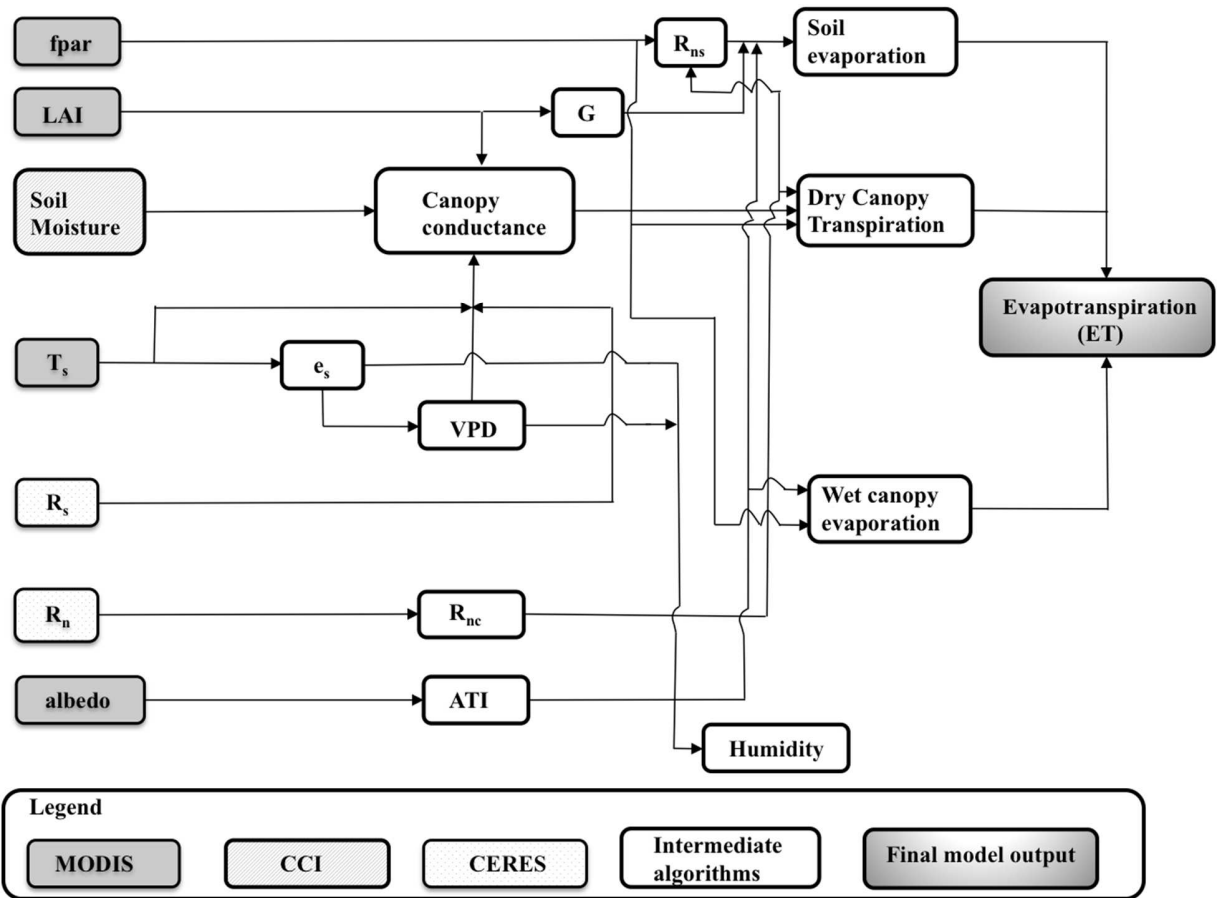 fpar
R_ns
Soil
evaporation
LAI
G
Soil
Moisture
Canopy
conductance
Dry Canopy
Transpiration
Evapotranspiration
(ET)
T_s
e_s
VPD
R_s
Wet canopy
evaporation
R_n
R_nc
albedo
ATI
Humidity
Legend
MODIS
CCI
CERES
Intermediate
algorithms
Final model output